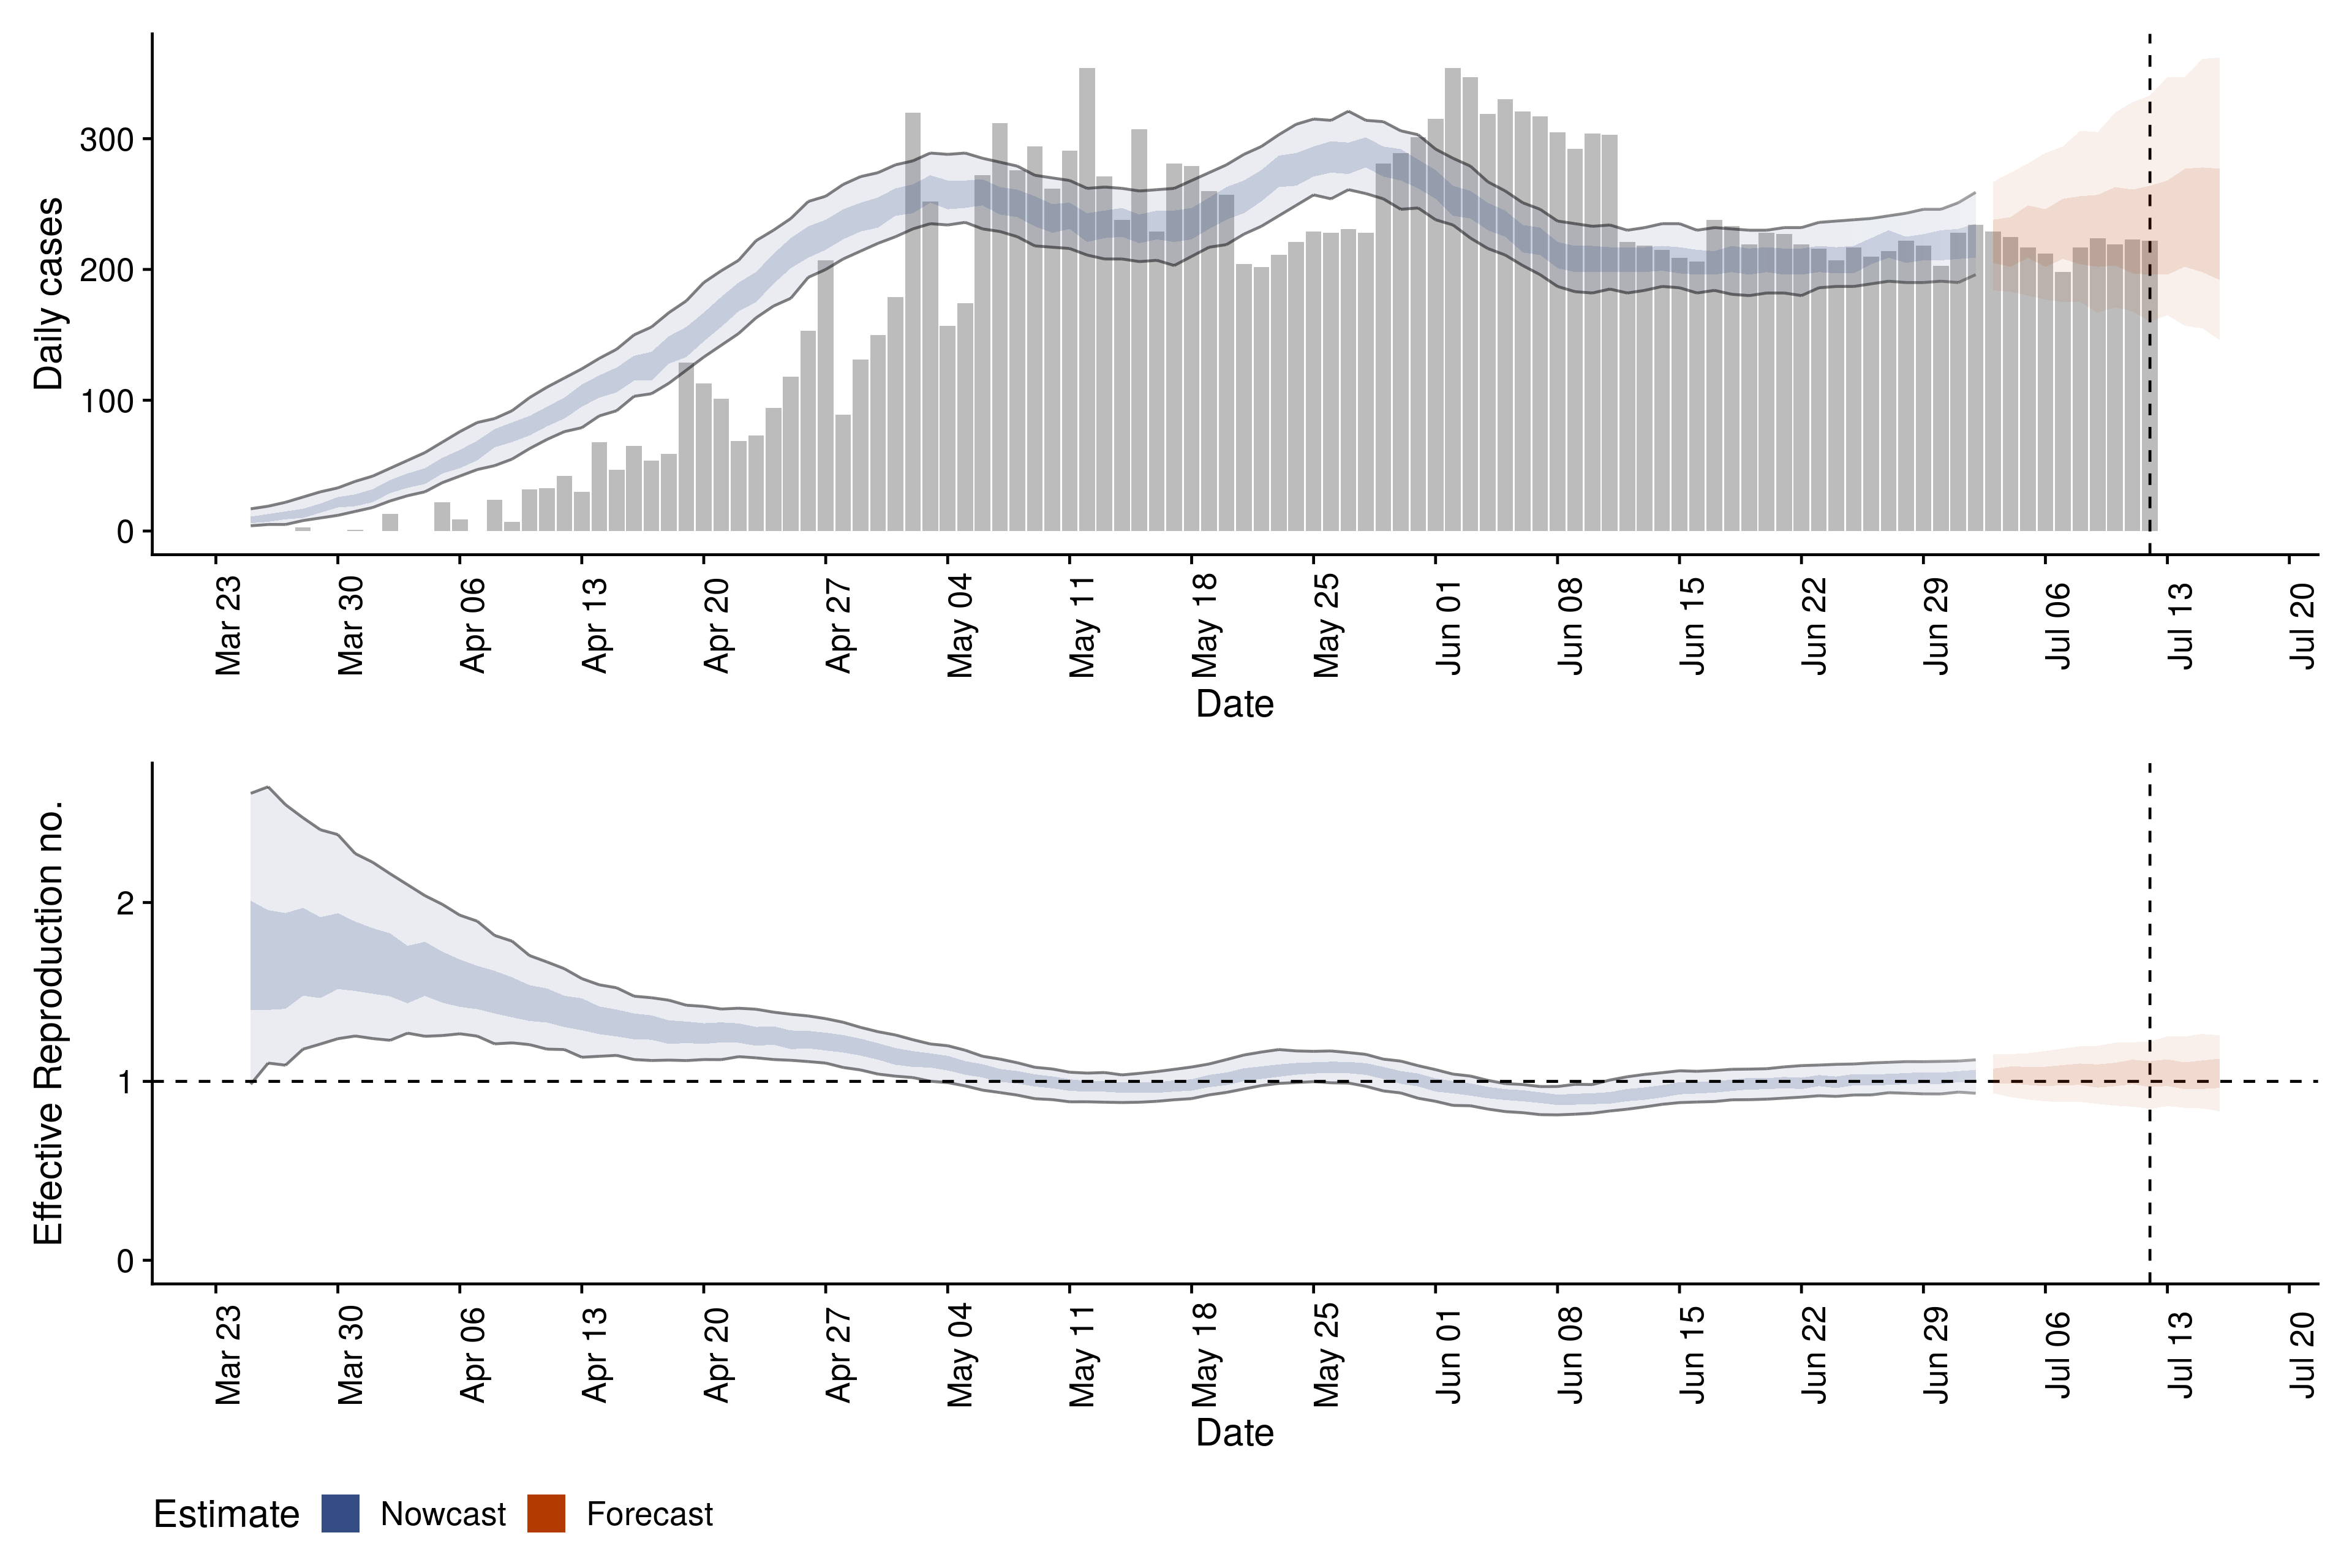 Daily cases
300
200
100
0
Mar 23 Mar 30 Apr 06 Apr 13 Apr 20 Apr 27 May 04 May 11 May 18 May 25 Jun 01 Jun 08 Jun 15 Jun 22 Jun 29 Jul 06 Jul 13 Jul 20
Date
Effective Reproduction no.
2
1
0
Mar 23 Mar 30 Apr 06 Apr 13 Apr 20 Apr 27 May 04 May 11 May 18 May 25 Jun 01 Jun 08 Jun 15 Jun 22 Jun 29 Jul 06 Jul 13 Jul 20
Date
Estimate Nowcast Forecast